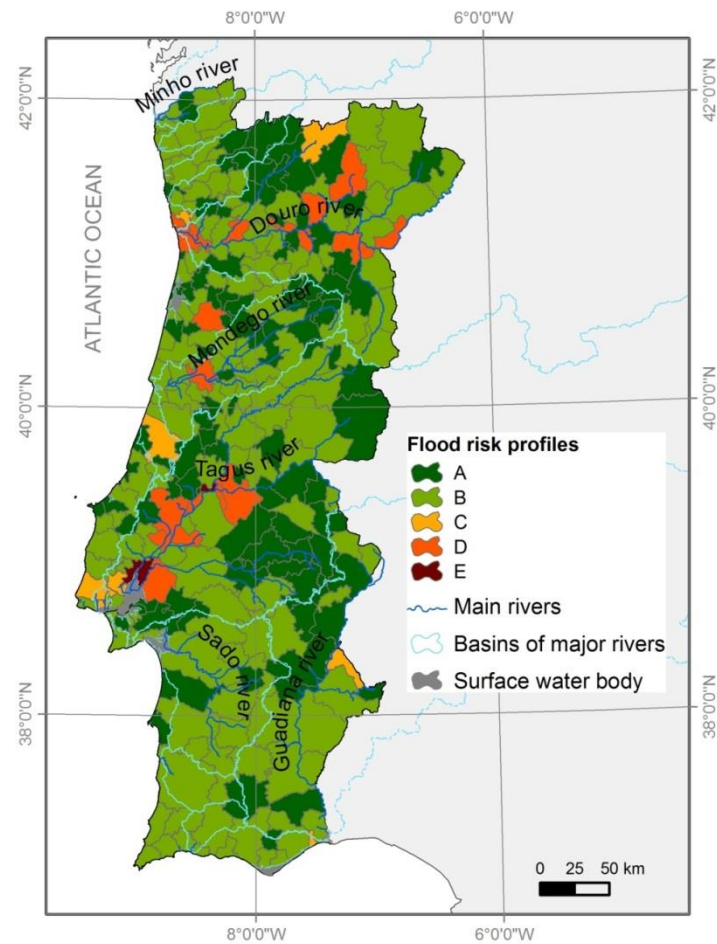 8°0'0"W
6°0'0"W
42°0'0"N
42°0'0"N
Minho river
ATLANTIC OCEAN
Douro river
Mondego river
40°0'0"N
40°0'0"N
Flood risk profiles
A
B
C
D
E
Main rivers
Basins of major rivers
Surface water body
Tagus river
Sado river
Guadiana river
38°0'0"N
38°0'0"N
0 25 50 km
8°0'0"W
6°0'0"W